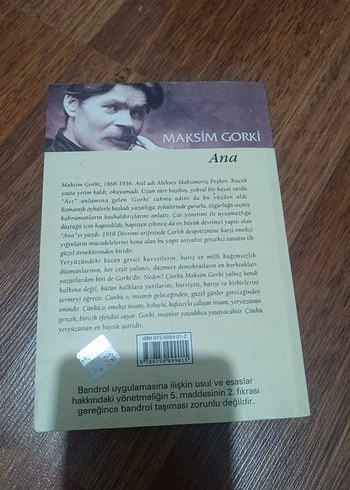 MAKSİM GORKİ
Ana
Maksim Gorki, 1868-1936. Asıl adı Aleksey Maksimoviç Peşkov. Küçük
yaşta yetim kaldı; okuyamadı. Uzun süre başıboş, yoksul bir hayat sürdü.
"Acı" anlamına gelen 'Gorki' takma adını da bu yüzden aldı.
Romantik öykülerle başladı yazarlığa; öykülerinde gururlu, özgürlüğü seçmiş
kahramanların başkaldırışlarını anlattı. Çar yönetimi ile uyuşmazlığa
düştüğü için hapsedildi; hapisten çıkınca da en büyük devrimci yapıtı olan
"Ana"yı yazdı. 1918 Devrimi arifesinde Çarlık despotizmine karşı emekçi
yığınların mücadelelerini konu alan bu yapıt sosyalist gerçekçi sanatın ilk
güzel örneklerinden biridir.
Yeryüzündeki bütün gerici kuvvetlerin, barış ve milli bağımsızlık
düşmanlarının, her çeşit yalancı, düzmece demokratların en korktukları
yazarlardan biri de Gorki'dir. Neden? Çünkü Maksim Gorki yalnız kendi
halkına değil, bütün halklara yarınlarını, hürriyeti, barışı ve birbirlerini
sevmeyi öğretir. Çünkü o, insanın geleceğinden, güzel günler göreceğinden
emindir. Çünkü o, emekçi insanı, koluyla, kafasıyla çalışan insanı, yeryüzünün
gerçek, biricik efendisi sayar. Gorki, insanlar yaşadıkça yaşayacaktır. Çünkü
yeryüzünün en büyük şairidir.
ISBN 975-9099-01-2
Bandrol uygulamasına ilişkin usul ve esaslar
hakkındaki yönetmeliğin 5. maddesinin 2. fıkrası
gereğince bandrol taşıması zorunlu değildir.